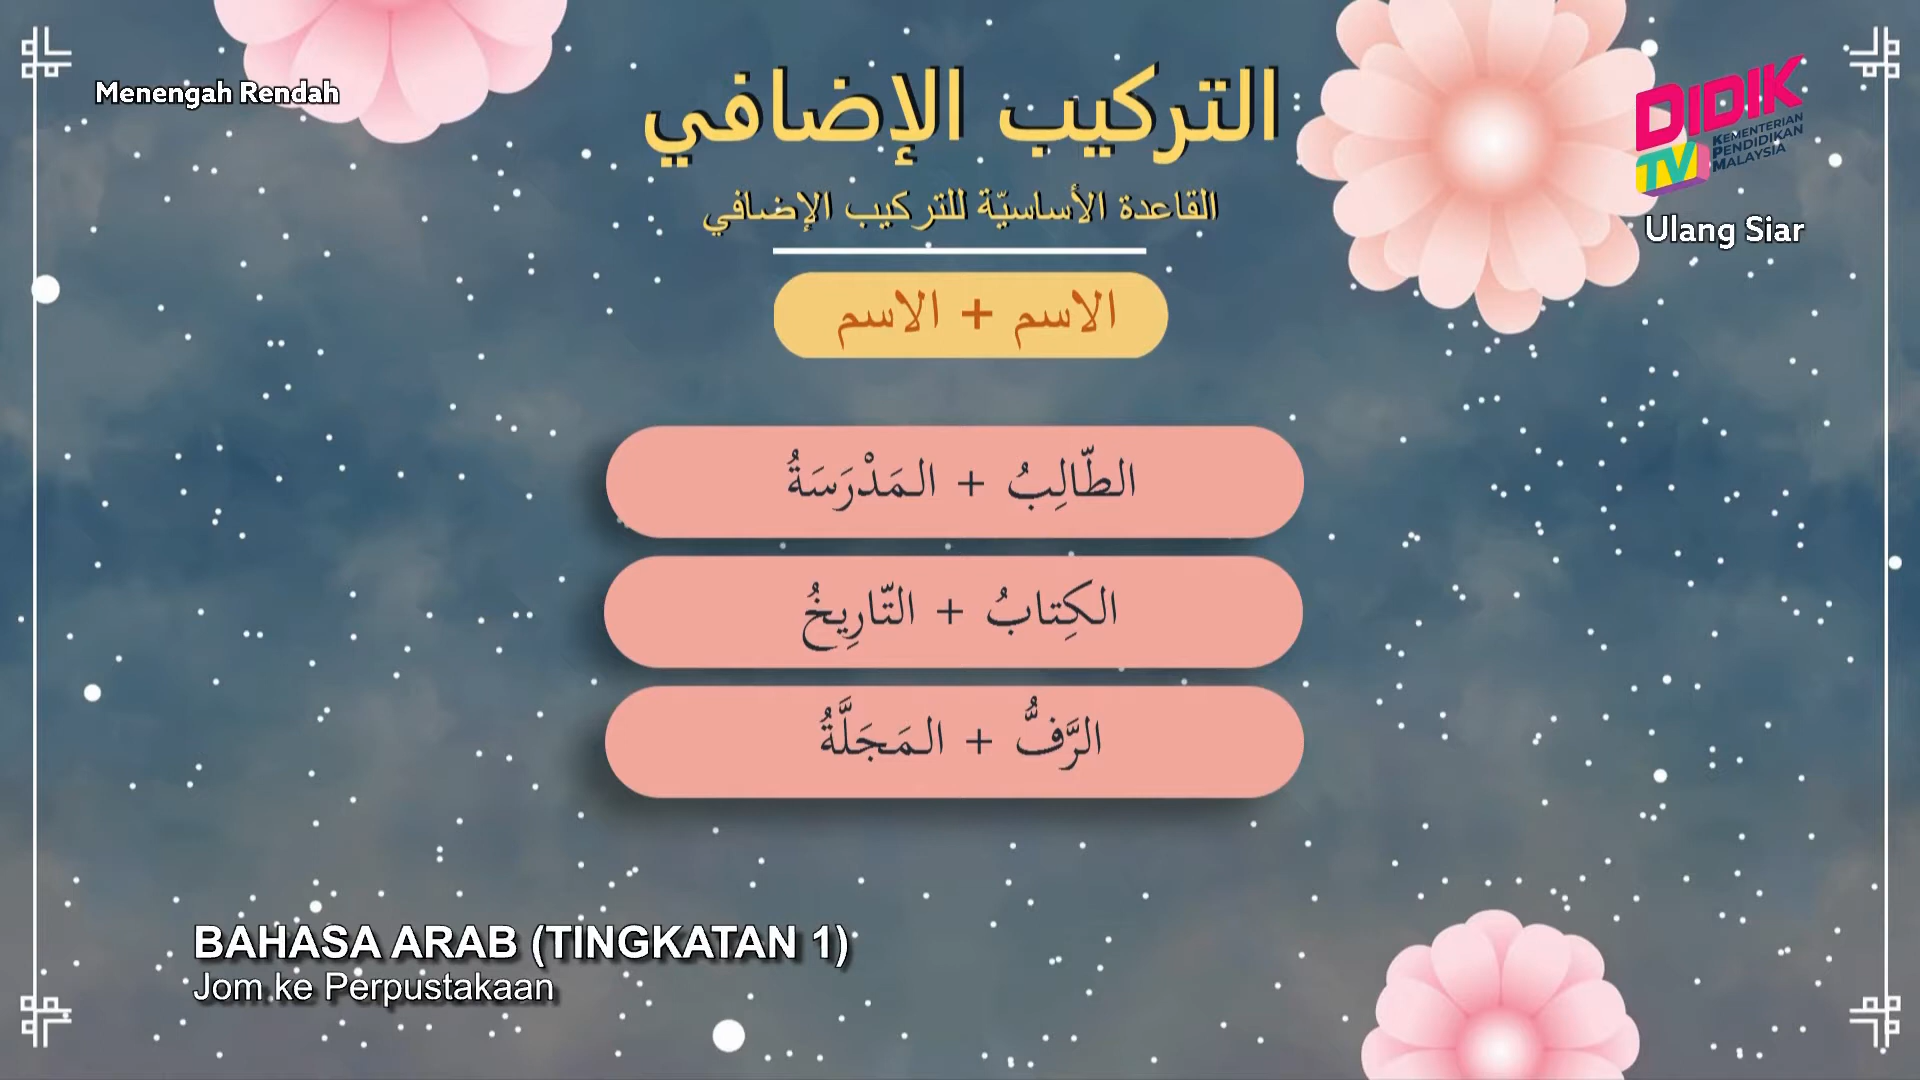 Menengah Rendah
التركيب الإضافي
DIDIK
TV
KEMENTERIAN
PENDIDIKAN
MALAYSIA
Ulang Siar
القاعدة الأساسيّة للتركيب الإضافي
الاسم + الاسم
الطّالِبُ + المَدْرَسَةُ
الكِتابُ + التّارِيخُ
الرَّفُّ + المَجَلَّةُ
BAHASA ARAB (TINGKATAN 1)
Jom ke Perpustakaan